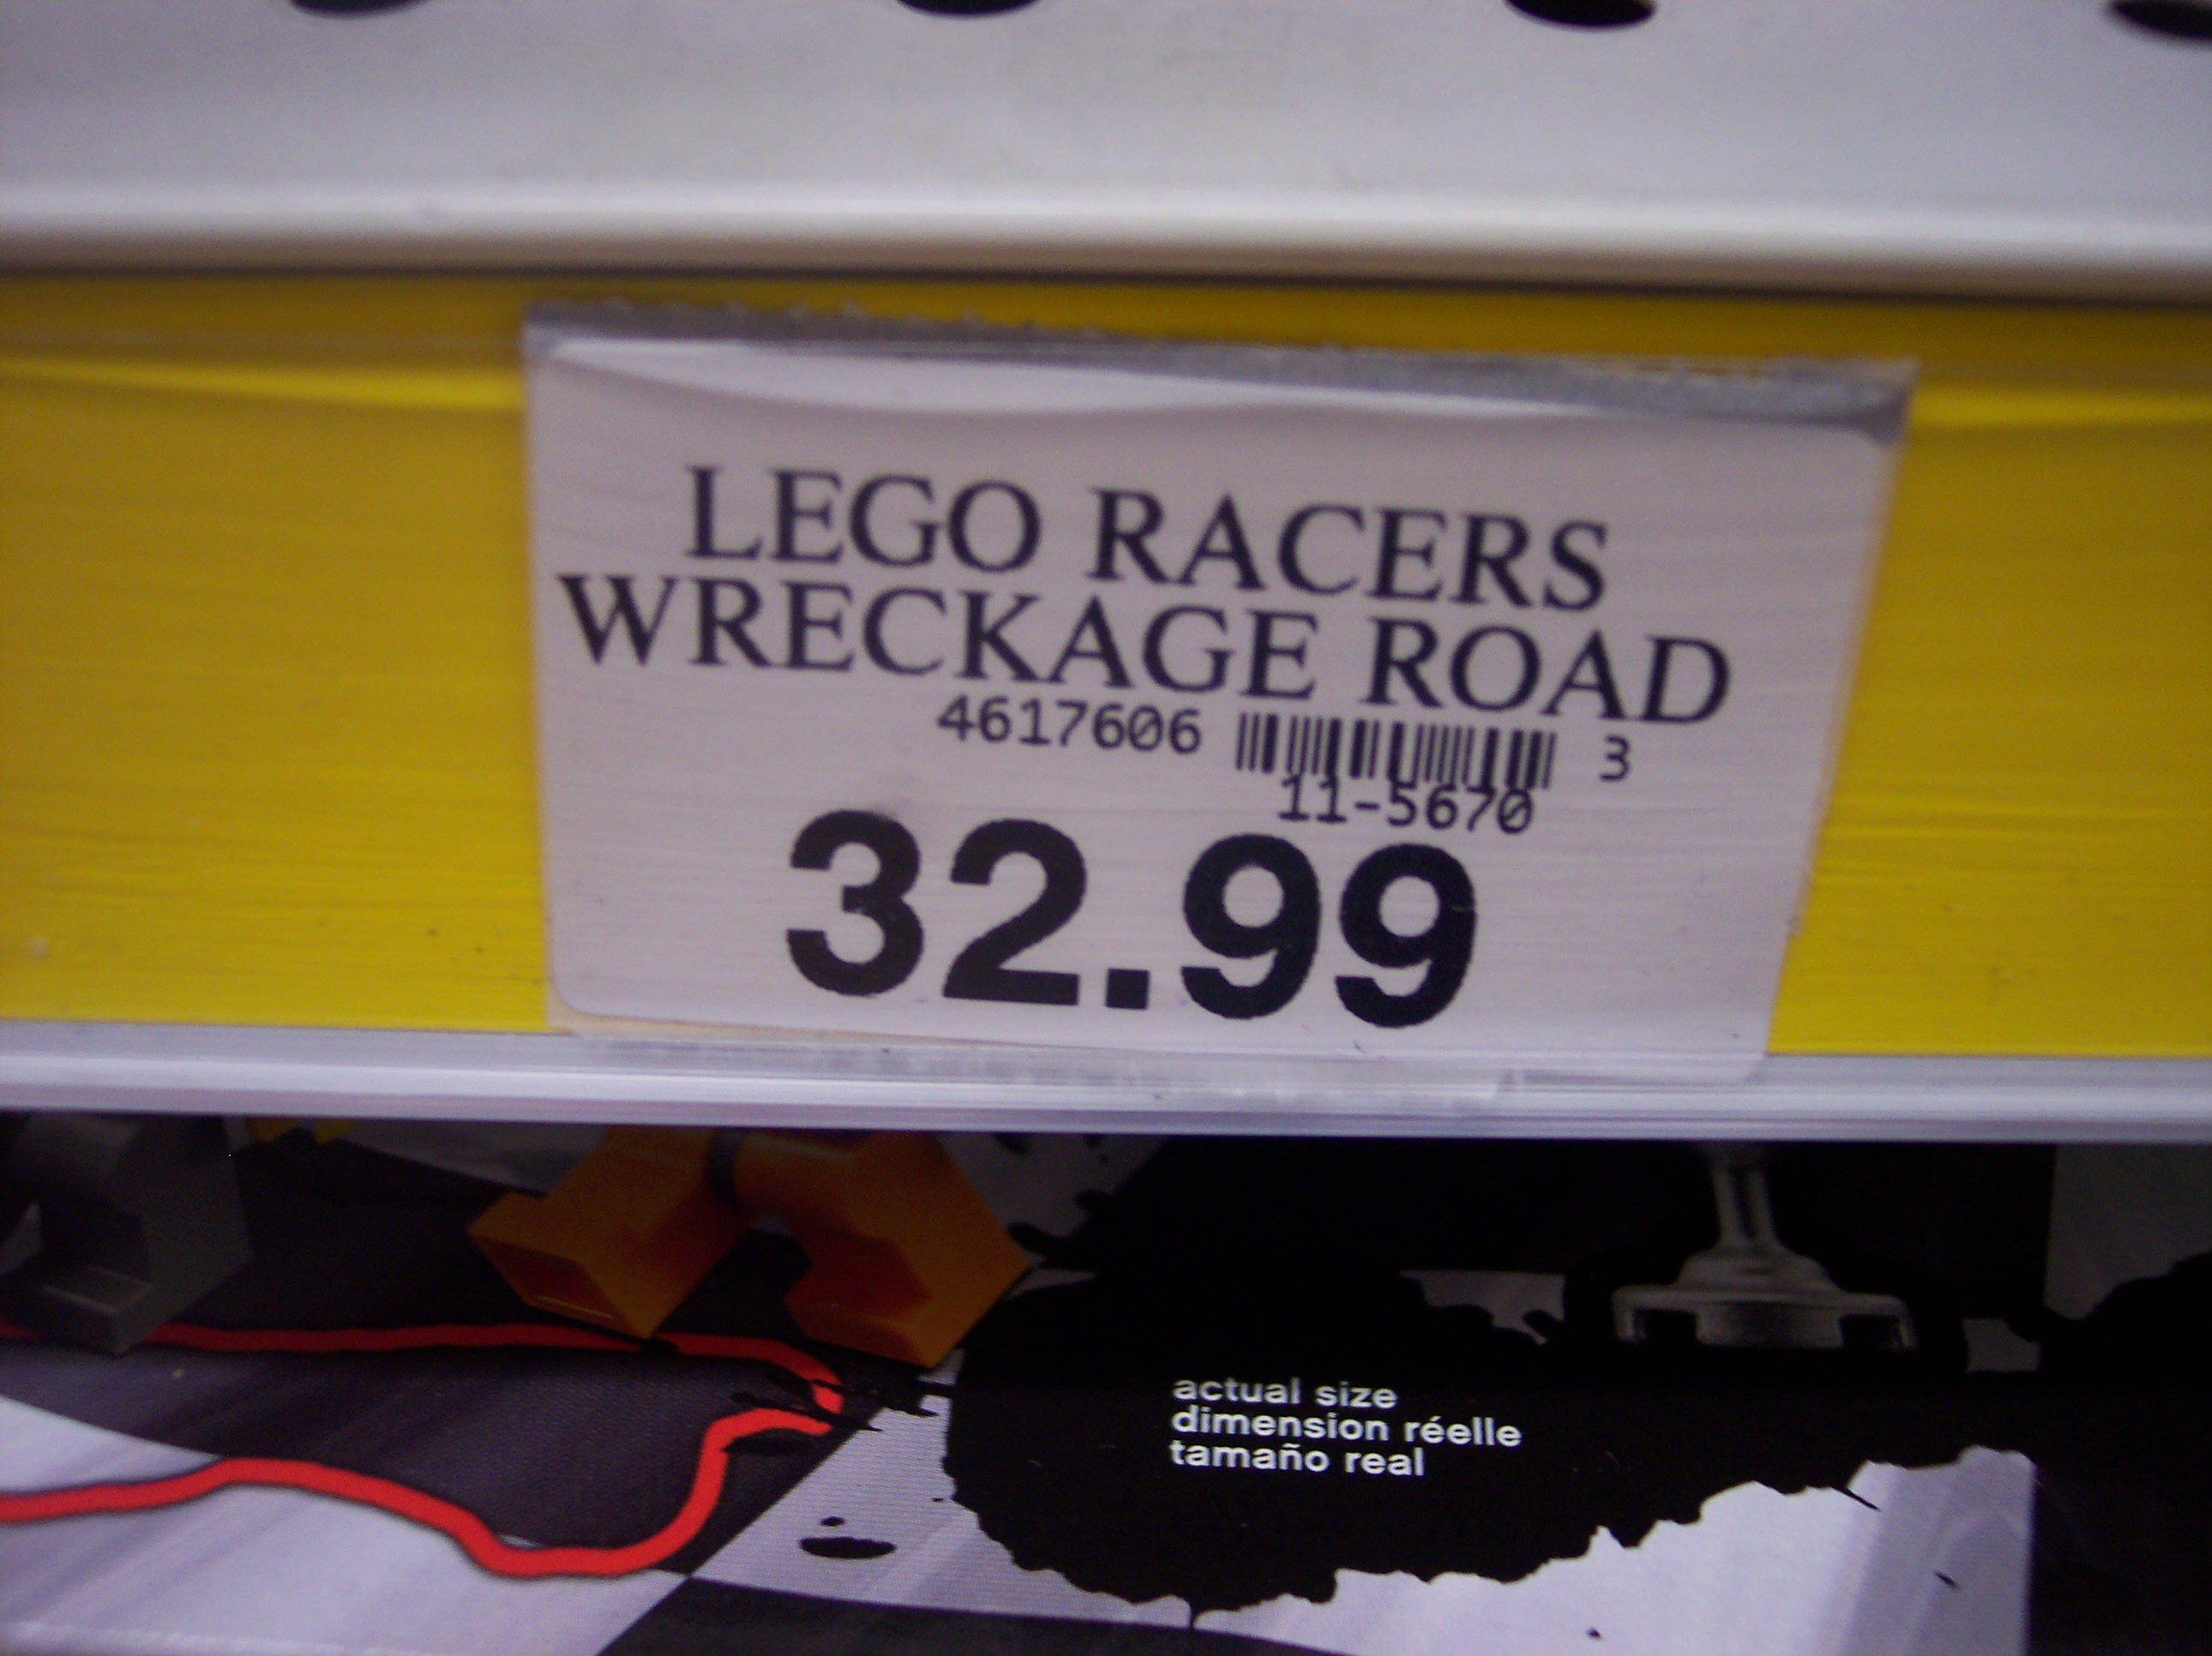 LEGO RACERS
WRECKAGE ROAD
4617606 3
11-5670
32.99
actual size
dimension réelle
tamaño real